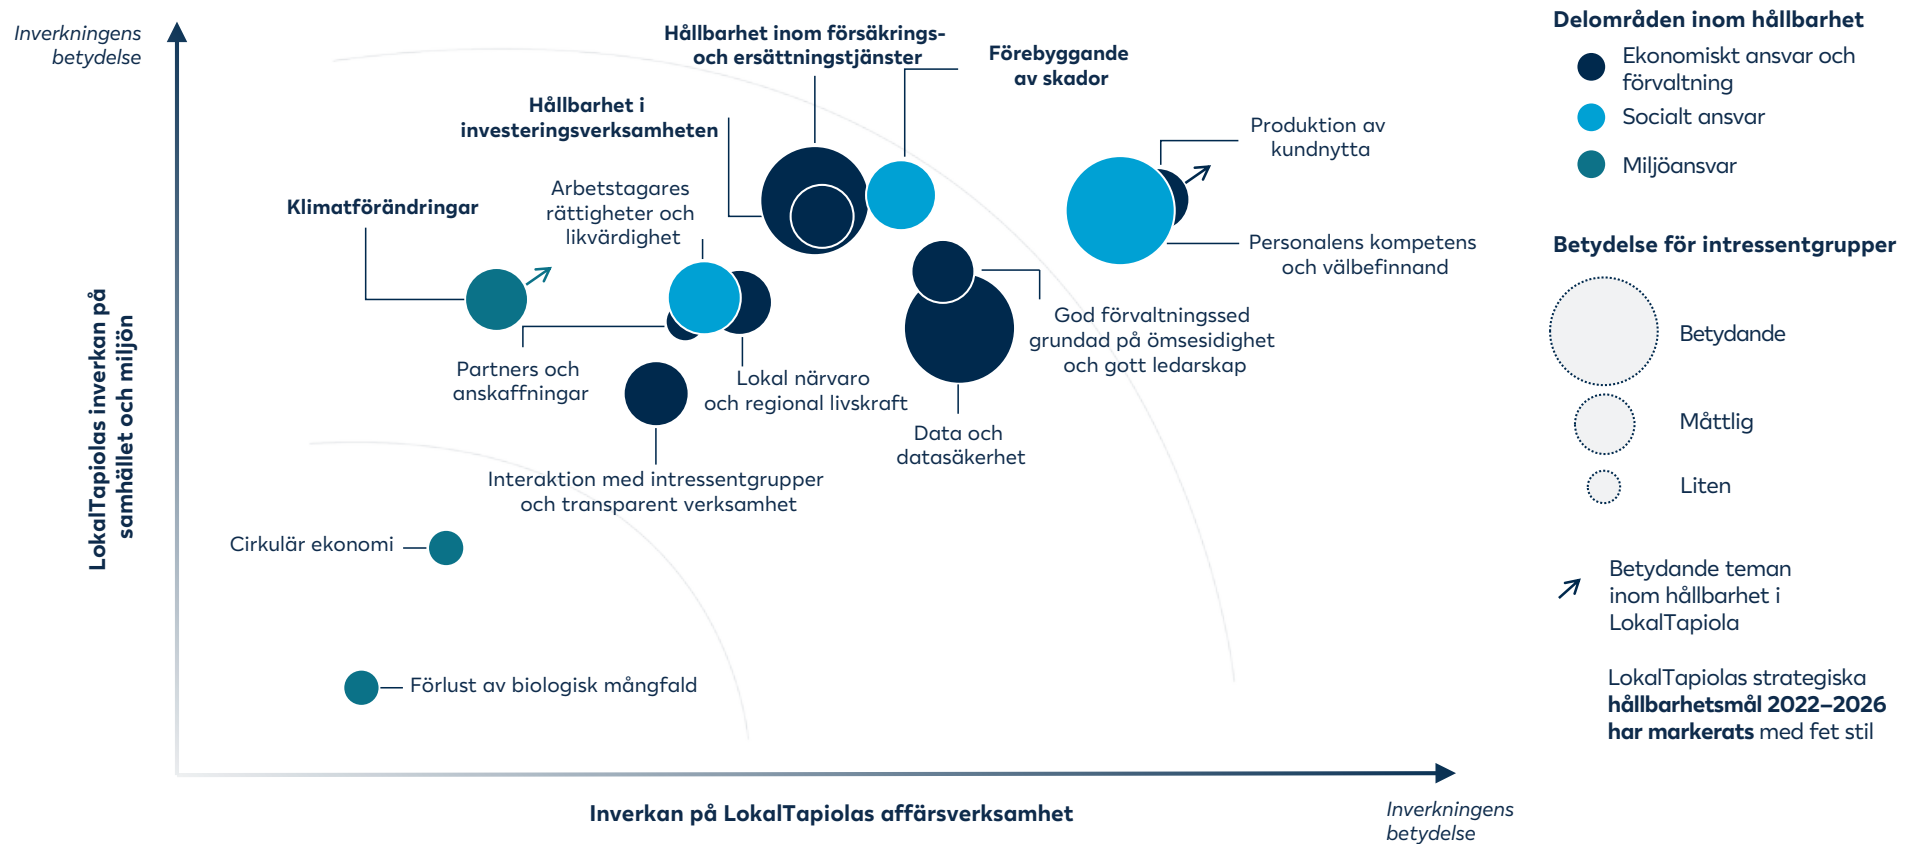 Inverkningens
betydelse
LokalTapiolas inverkan på
samhället och miljön
Hållbarhet inom försäkrings-
och ersättningstjänster
Förebyggande
av skador
Hållbarhet i
investeringsverksamheten
Produktion av
kundnytta
Klimatförändringar
Arbetstagares
rättigheter och
likvärdighet
Personalens kompetens
och välbefinnand
God förvaltningssed
grundad på ömsesidighet
och gott ledarskap
Partners och
anskaffningar
Lokal närvaro
och regional livskraft
Data och
datasäkerhet
Interaktion med intressentgrupper
och transparent verksamhet
Cirkulär ekonomi
Förlust av biologisk mångfald
Inverkan på LokalTapiolas affärsverksamhet
Inverkningens
betydelse
Delområden inom hållbarhet
Ekonomiskt ansvar och
förvaltning
Socialt ansvar
Miljöansvar
Betydelse för intressentgrupper
Betydande
Måttlig
Liten
Betydande teman
inom hållbarhet i
LokalTapiola
LokalTapiolas strategiska
hållbarhetsmål 2022–2026
har markerats med fet stil